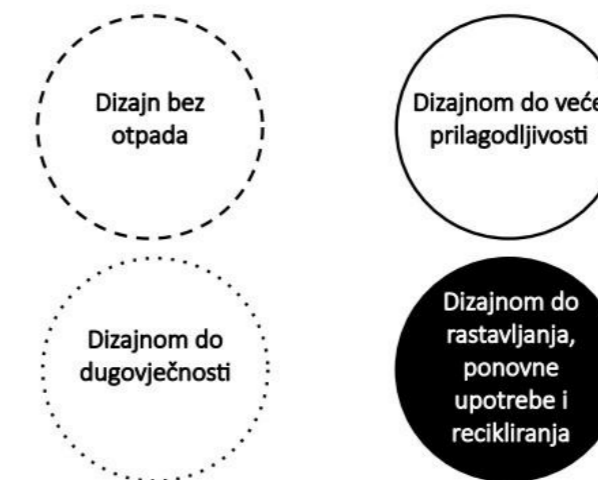 Dizajn bez
otpada
Dizajnom do veće
prilagodljivosti
Dizajnom do
dugovječnosti
Dizajnom do
rastavljanja,
ponovne
upotrebe i
recikliranja